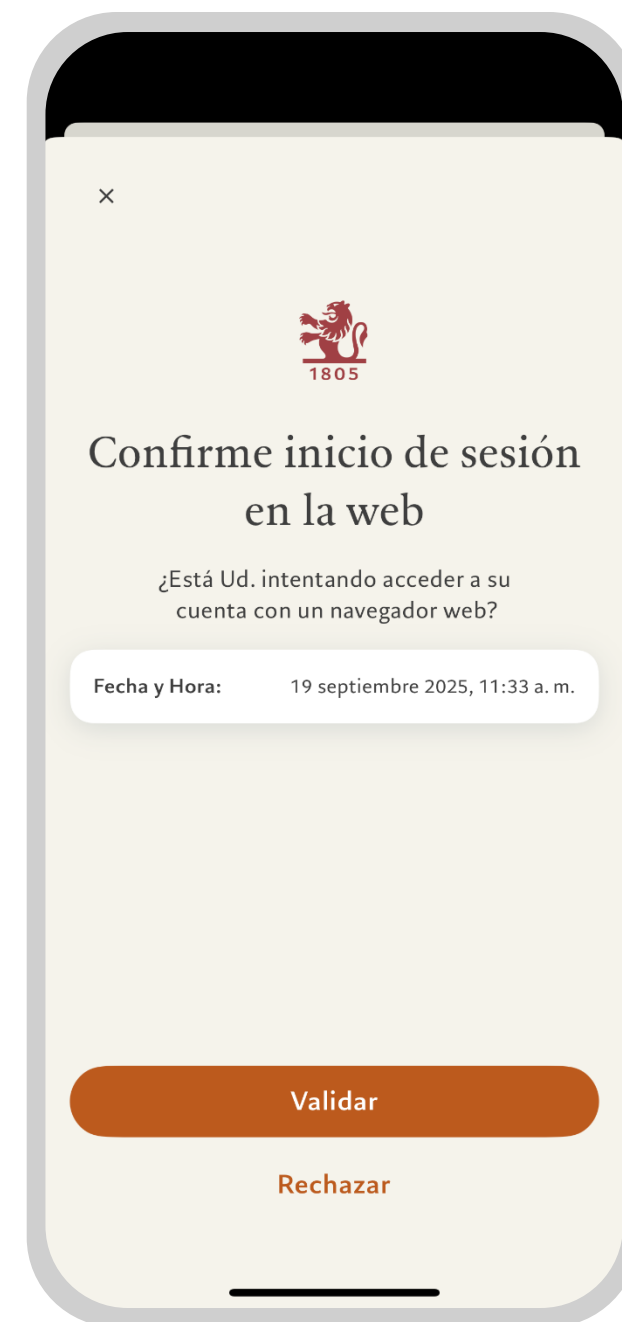 1805
Confirme inicio de sesión
en la web
¿Está Ud. intentando acceder a su
cuenta con un navegador web?
Fecha y Hora: 19 septiembre 2025, 11:33 a. m.
Validar
Rechazar